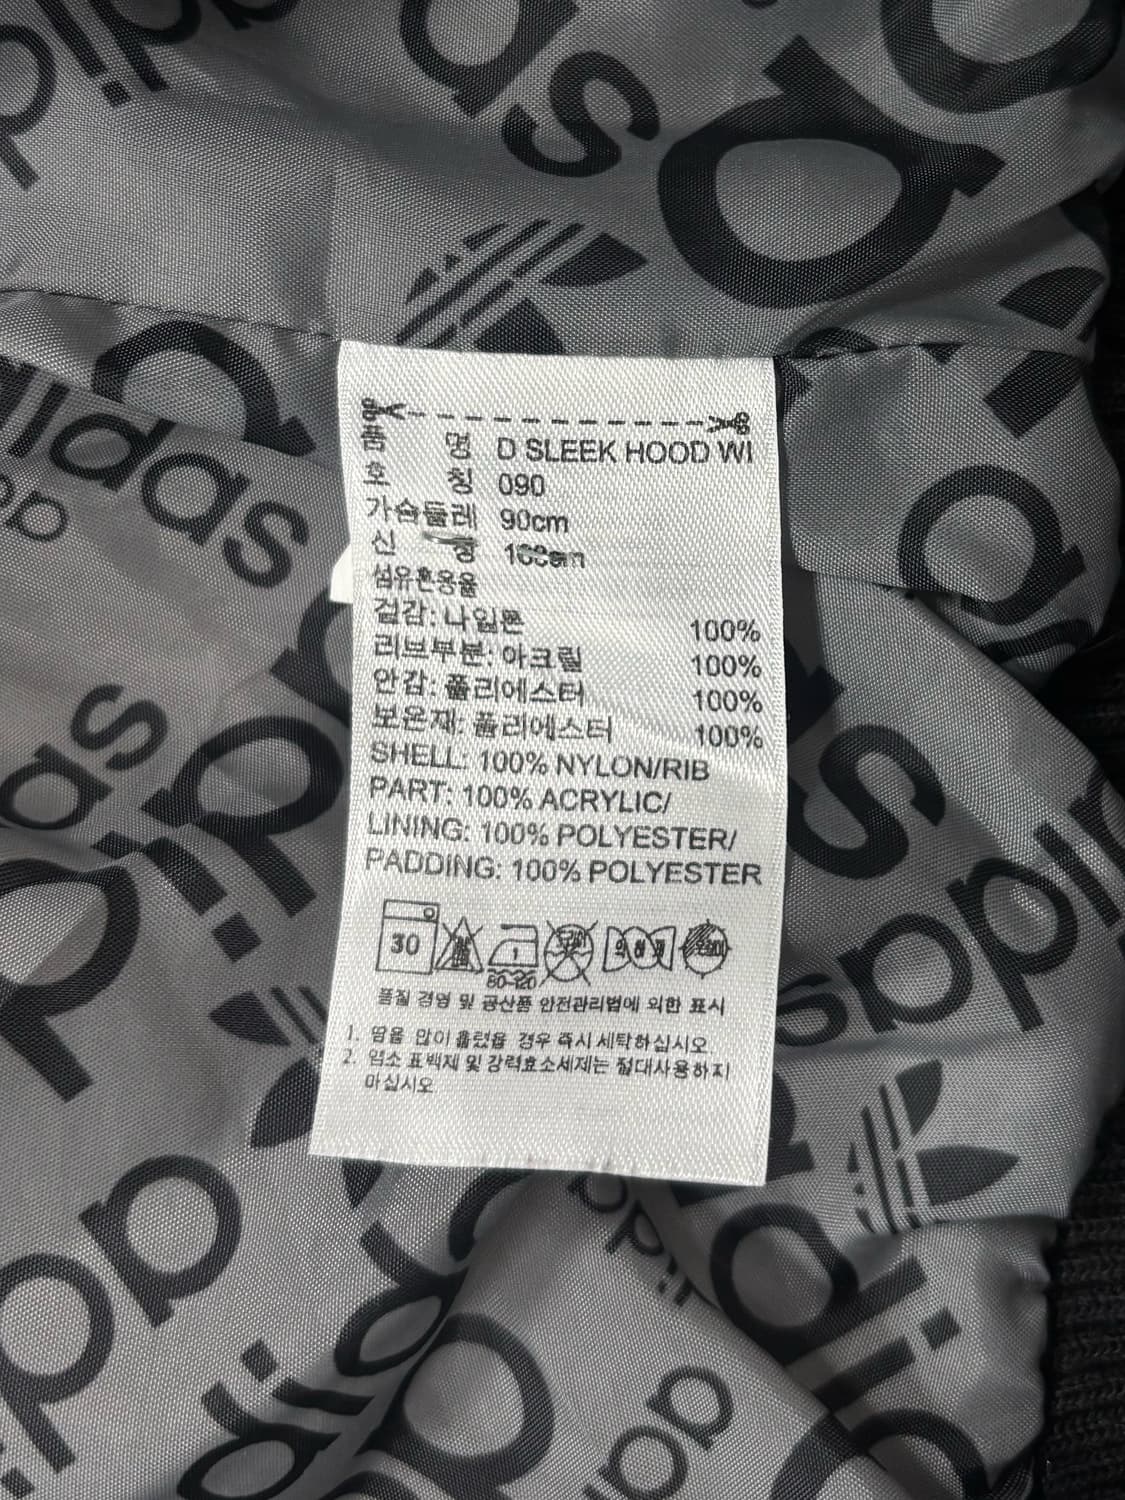 품 명 D SLEEK HOOD WI
호 칭 090
가슴둘레 90cm
신
섬유혼용율
겉감: 나일론 100%
리브부분: 아크릴 100%
안감: 폴리에스터 100%
보온재: 폴리에스터 100%
SHELL: 100% NYLON/RIB
PART: 100% ACRYLIC/
LINING: 100% POLYESTER/
PADDING: 100% POLYESTER
30
80-120
품질 경영 및 공산품 안전관리법에 의한 표시
1. 땀을 많이 흘렸을 경우 즉시 세탁하십시오
2. 염소 표백제 및 강력효소세제는 절대사용하지
마십시오
adidas
adidas
adidas